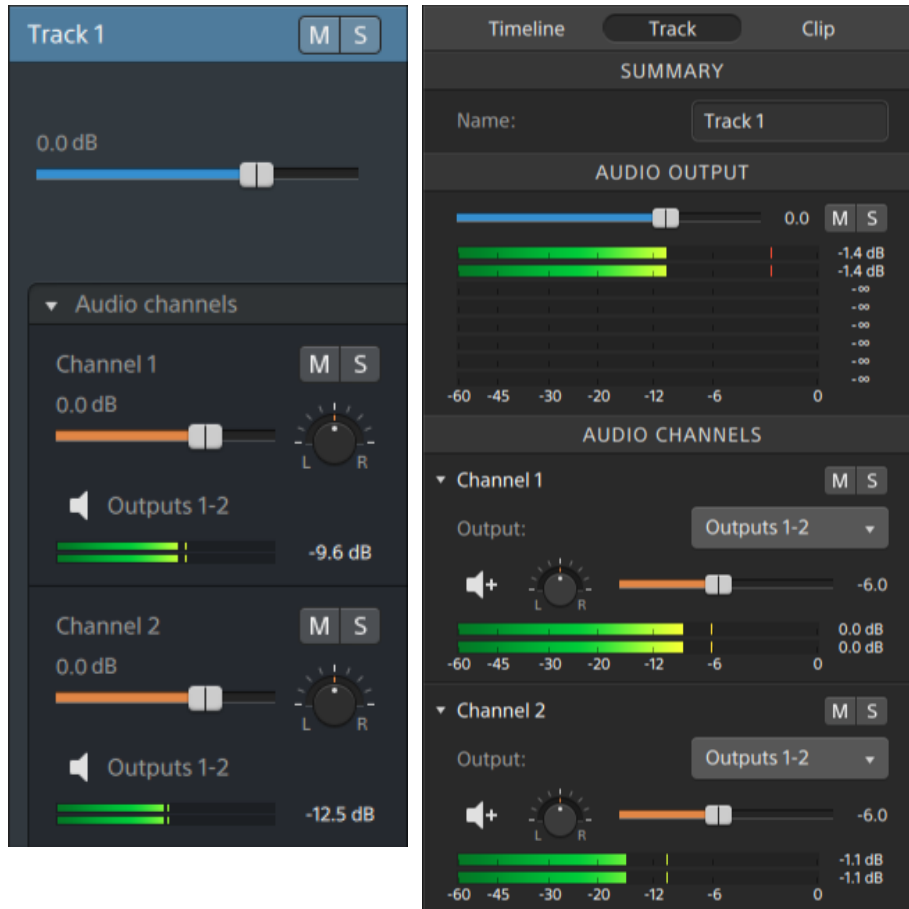 Track 1 M S
0.0 dB
Audio channels
Channel 1 M S
0.0 dB
L R
Outputs 1-2
-9.6 dB
Channel 2 M S
0.0 dB
L R
Outputs 1-2
-12.5 dB
Timeline Track Clip
SUMMARY
Name: Track 1
AUDIO OUTPUT
0.0 M S
-1.4 dB
-1.4 dB
-∞
-∞
-∞
-∞
-∞
-∞
-60 -45 -30 -20 -12 -6 0
AUDIO CHANNELS
Channel 1 M S
Output: Outputs 1-2
+ L R -6.0
0.0 dB
0.0 dB
-60 -45 -30 -20 -12 -6 0
Channel 2 M S
Output: Outputs 1-2
+ L R -6.0
-1.1 dB
-1.1 dB
-60 -45 -30 -20 -12 -6 0